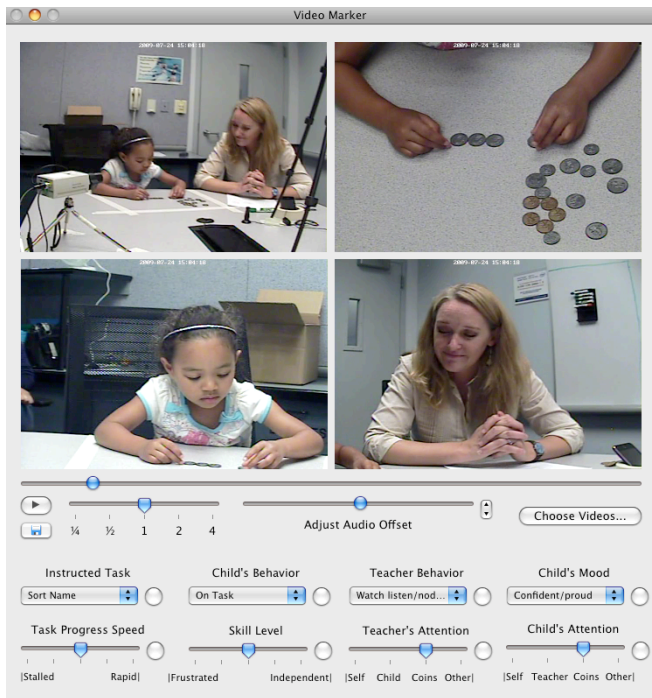 Video Marker
2009-07-24 15:04:18
2009-07-24 15:04:18
2009-07-24 15:04:18
2009-07-24 15:04:18
¼ ½ 1 2 4
Adjust Audio Offset
Choose Videos...
Instructed Task Child's Behavior Teacher Behavior Child's Mood
Sort Name On Task Watch listen/nod... Confident/proud
Task Progress Speed Skill Level Teacher's Attention Child's Attention
|Stalled Rapid| |Frustrated Independent| |Self Child Coins Other| |Self Teacher Coins Other|